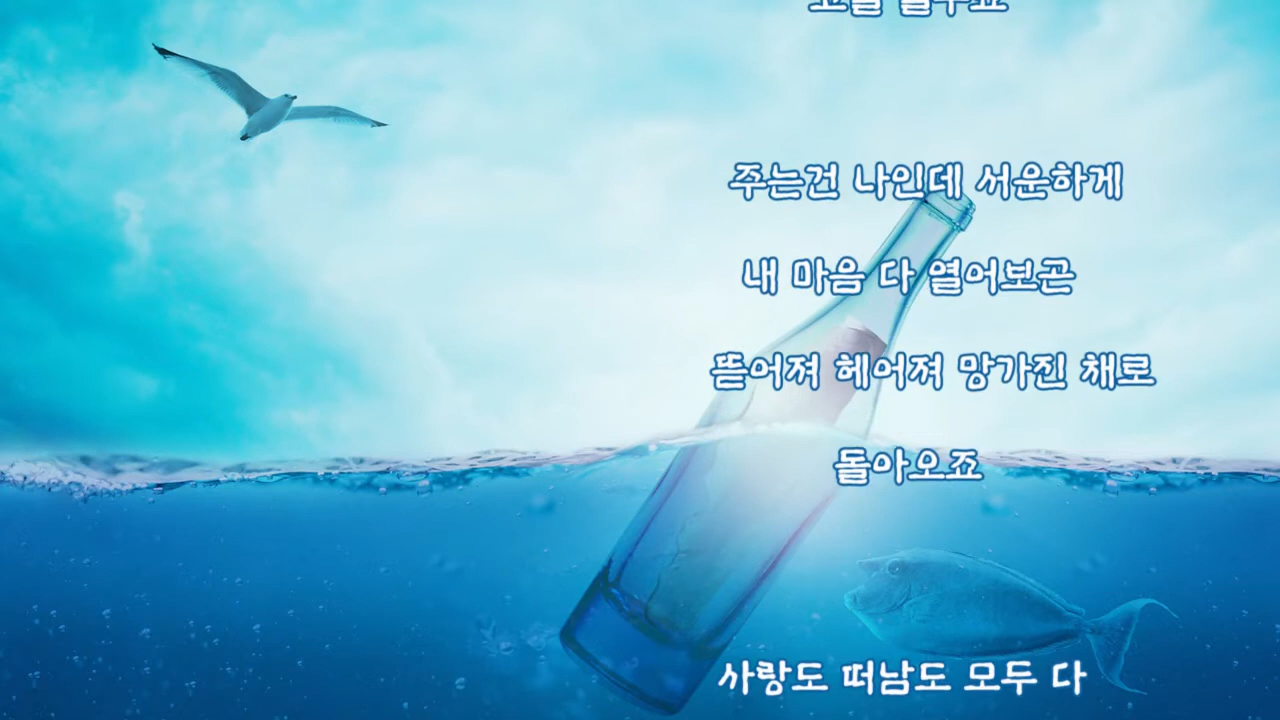 주는건 나인데 서운하게
내 마음 다 열어보곤
뜯어져 헤어져 망가진 채로
돌아오죠
사랑도 떠남도 모두 다